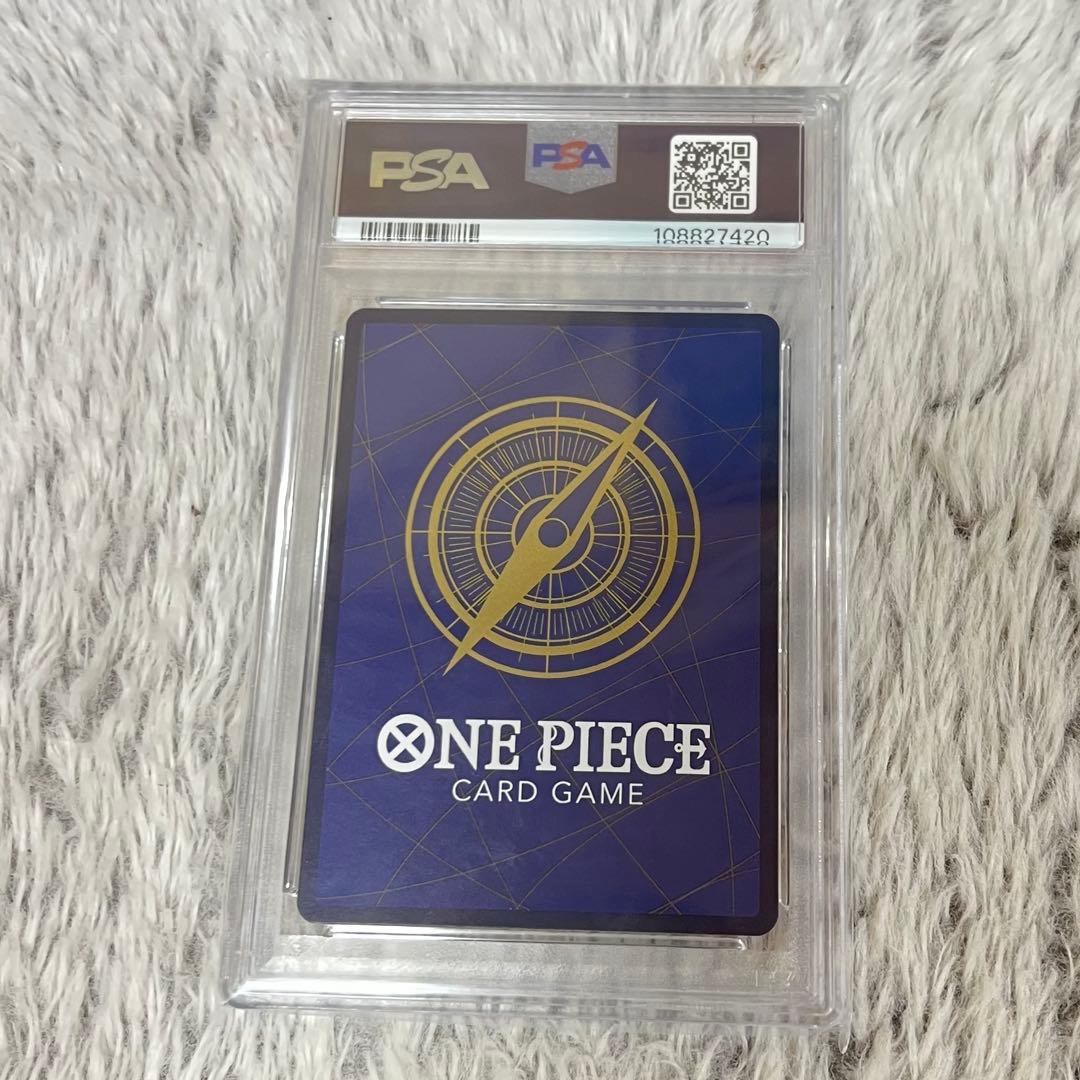 PSA
PSA
108827420
ONE PIECE
CARD GAME